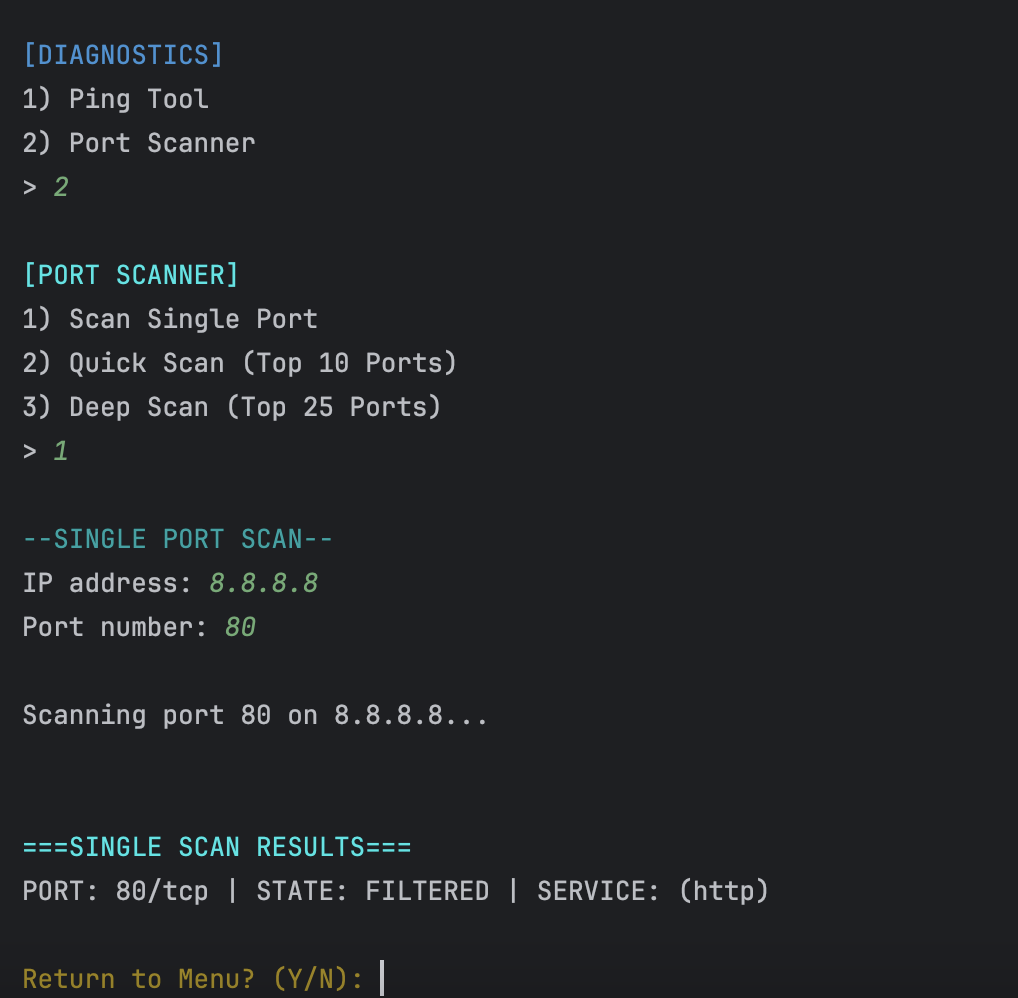 [DIAGNOSTICS]
1) Ping Tool
2) Port Scanner
> 2
[PORT SCANNER]
1) Scan Single Port
2) Quick Scan (Top 10 Ports)
3) Deep Scan (Top 25 Ports)
> 1
--SINGLE PORT SCAN--
IP address: 8.8.8.8
Port number: 80
Scanning port 80 on 8.8.8.8...
===SINGLE SCAN RESULTS===
PORT: 80/tcp | STATE: FILTERED | SERVICE: (http)
Return to Menu? (Y/N):